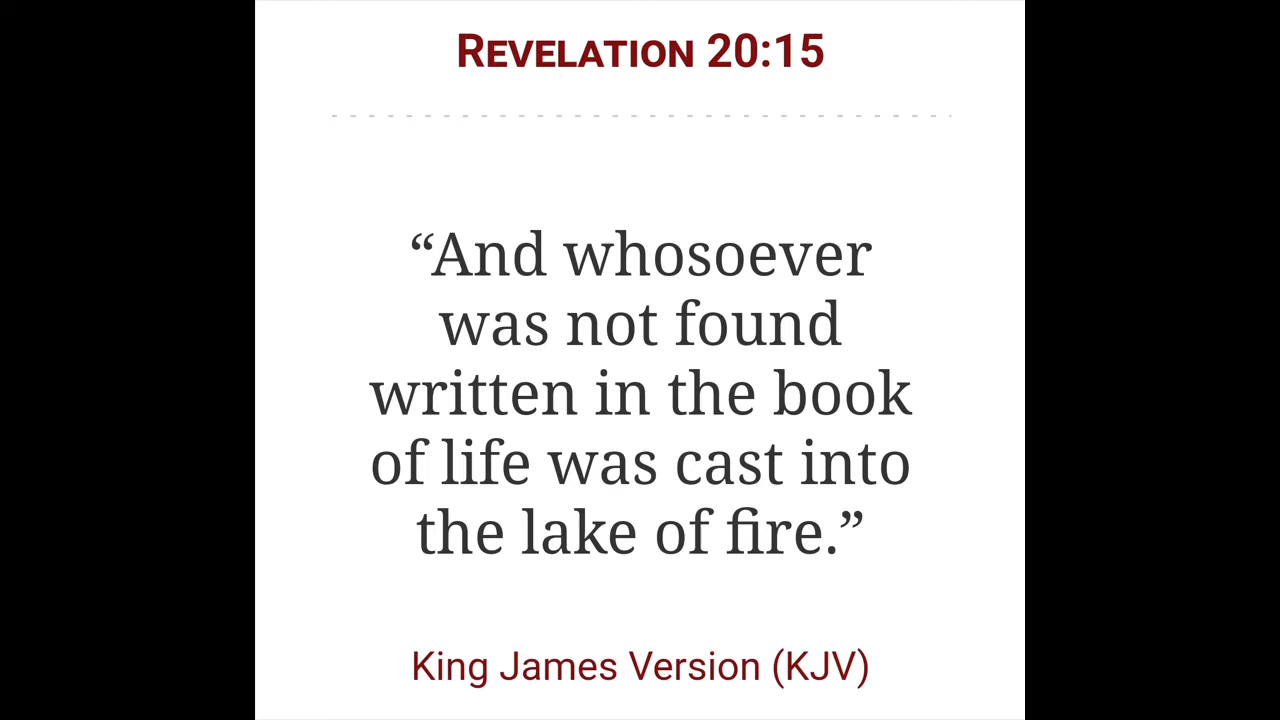 Revelation 20:15
“And whosoever
was not found
written in the book
of life was cast into
the lake of fire.”
King James Version (KJV)